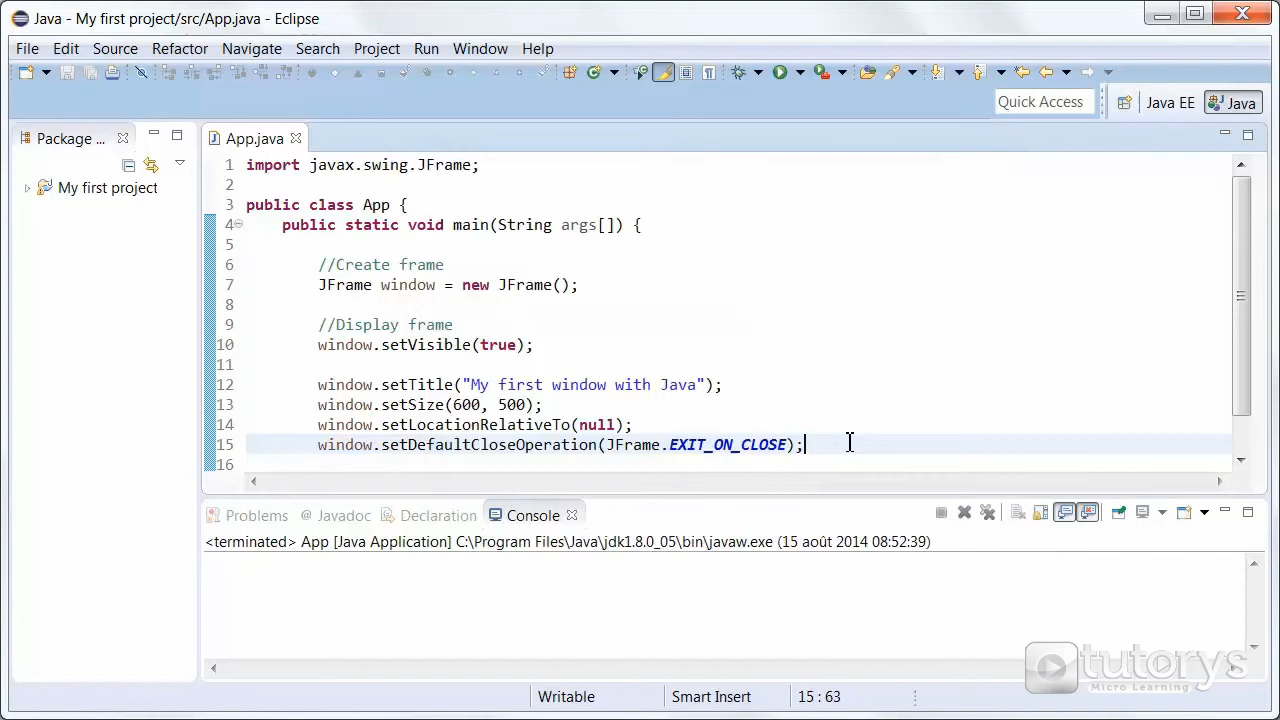 Java - My first project/src/App.java - Eclipse
File Edit Source Refactor Navigate Search Project Run Window Help
Quick Access Java EE Java
Package ...
App.java
My first project
1 import javax.swing.JFrame;
2
3 public class App {
4 public static void main(String args[]) {
5
6 //Create frame
7 JFrame window = new JFrame();
8
9 //Display frame
10 window.setVisible(true);
11
12 window.setTitle("My first window with Java");
13 window.setSize(600, 500);
14 window.setLocationRelativeTo(null);
15 window.setDefaultCloseOperation(JFrame.EXIT_ON_CLOSE);
16
Problems @ Javadoc Declaration Console
<terminated> App [Java Application] C:\Program Files\Java\jdk1.8.0_05\bin\javaw.exe (15 août 2014 08:52:39)
tutorys
Micro Learning
Writable Smart Insert 15 : 63